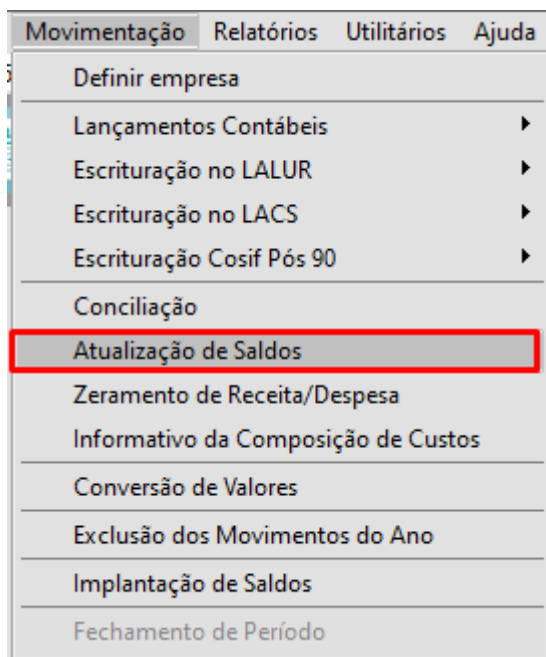 Movimentação Relatórios Utilitários Ajuda
Definir empresa
Lançamentos Contábeis
Escrituração no LALUR
Escrituração no LACS
Escrituração Cosif Pós 90
Conciliação
Atualização de Saldos
Zeramento de Receita/Despesa
Informativo da Composição de Custos
Conversão de Valores
Exclusão dos Movimentos do Ano
Implantação de Saldos
Fechamento de Período